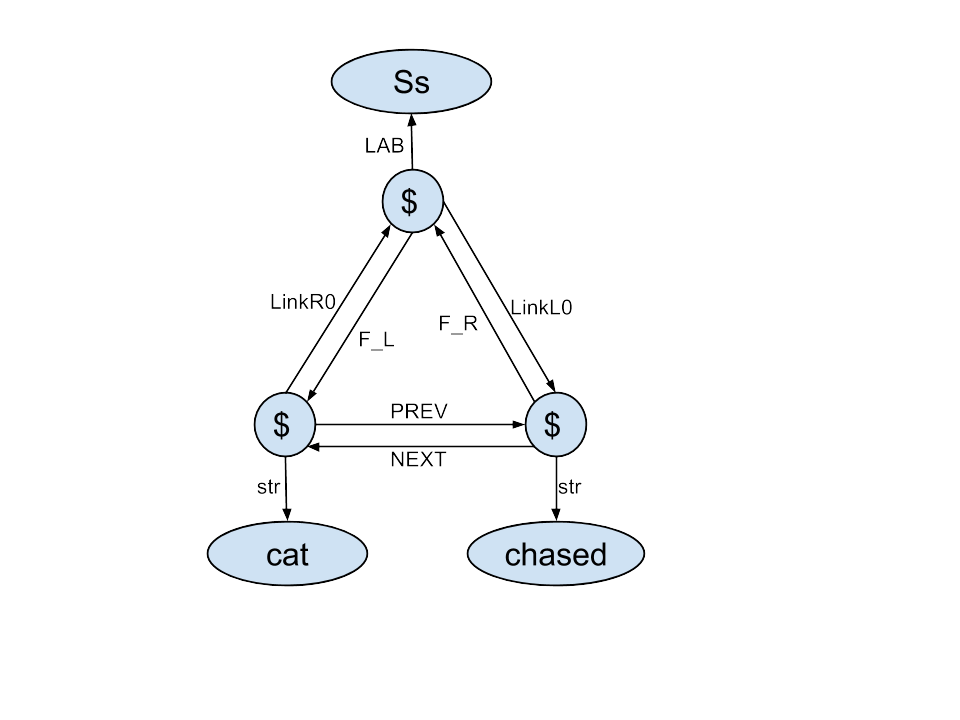 Ss
LAB
$
LinkR0
LinkL0
F_R
F_L
PREV
$
$
NEXT
str
str
cat
chased